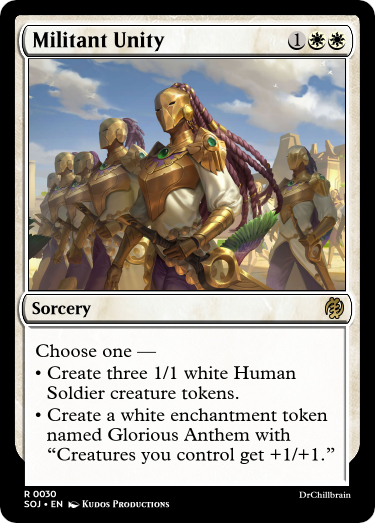 Militant Unity 1
Sorcery
Choose one —
• Create three 1/1 white Human
Soldier creature tokens.
• Create a white enchantment token
named Glorious Anthem with
“Creatures you control get +1/+1.”
R 0030
SOJ • EN Kudos Productions
DrChillbrain